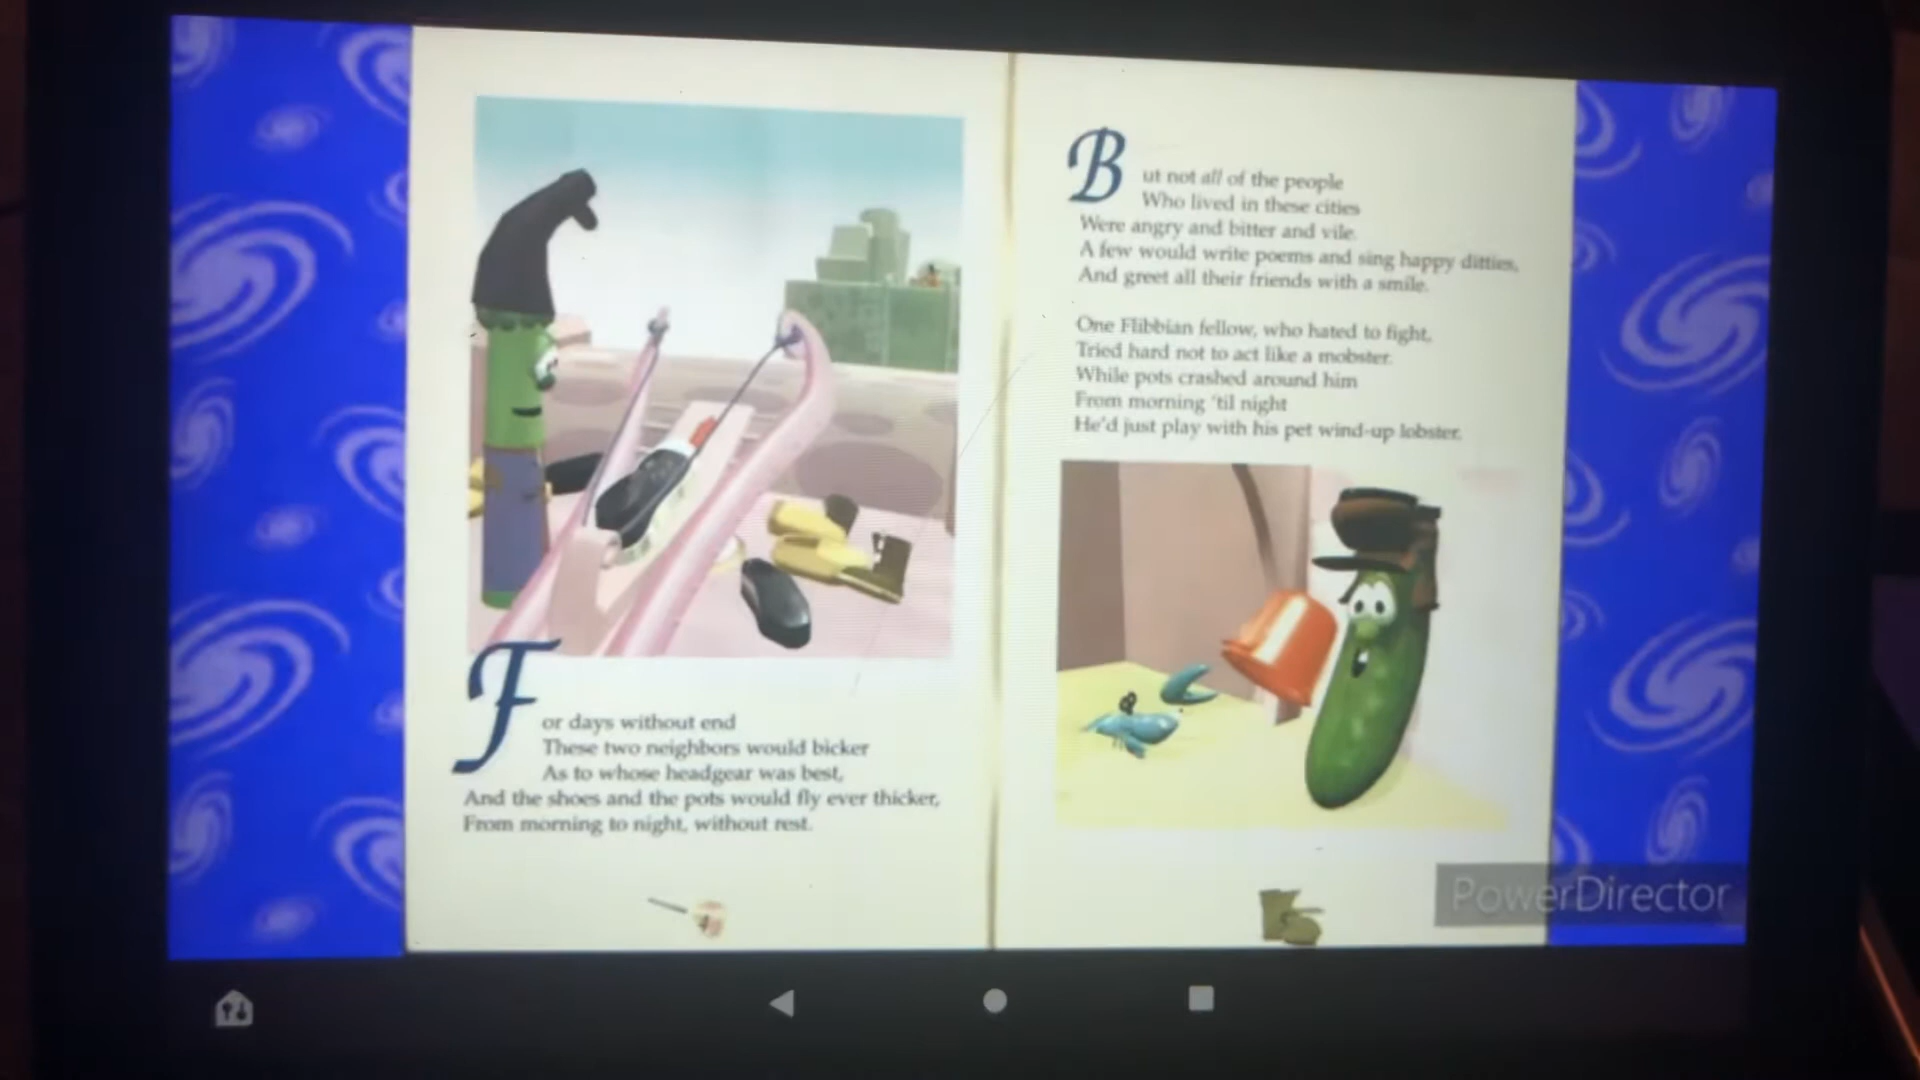 For days without end
These two neighbors would bicker
As to whose headgear was best,
And the shoes and the pots would fly ever thicker,
From morning to night, without rest.
But not all of the people
Who lived in these cities
Were angry and bitter and vile.
A few would write poems and sing happy ditties,
And greet all their friends with a smile.
One Flibbian fellow, who hated to fight,
Tried hard not to act like a mobster.
While pots crashed around him
From morning 'til night
He'd just play with his pet wind-up lobster.
PowerDirector